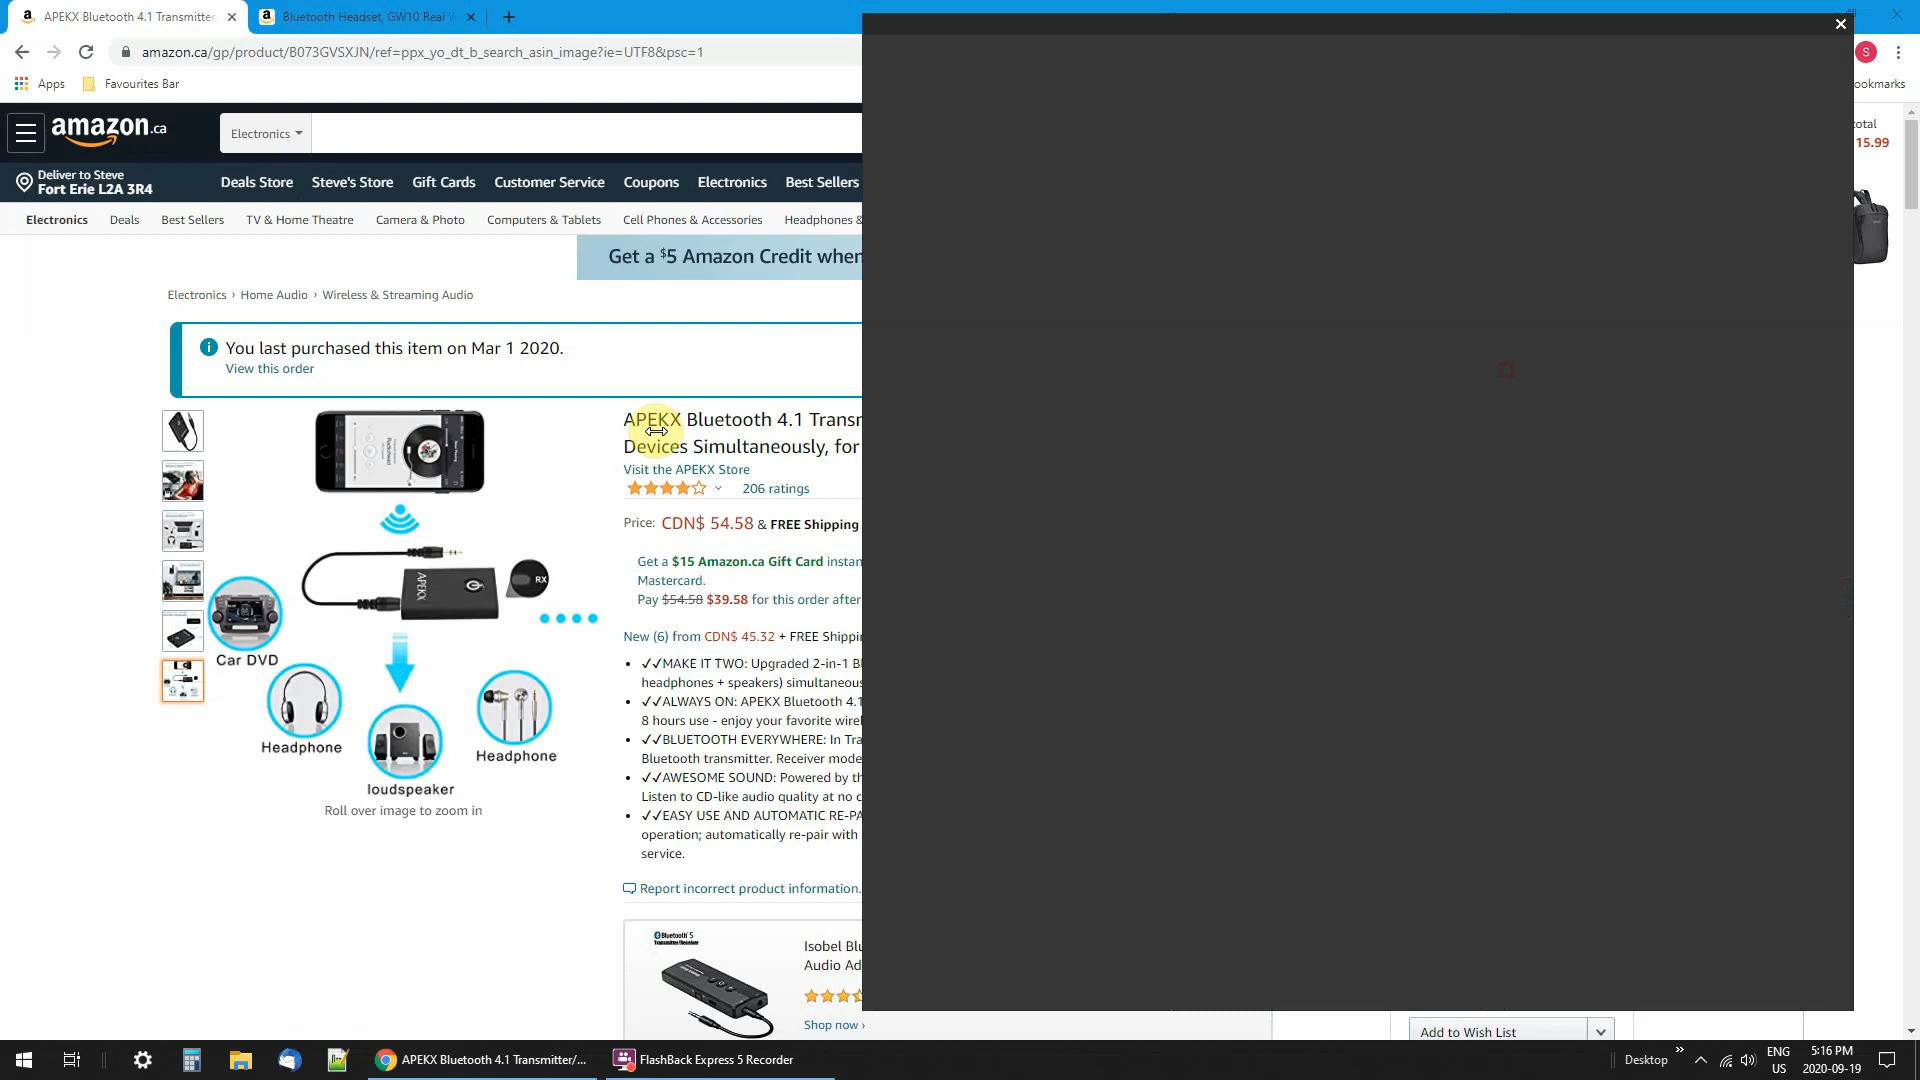 APEKX Bluetooth 4.1 Transmitter
Bluetooth Headset, GW10 Real
amazon.ca/gp/product/B073GVSXJN/ref=ppx_yo_dt_b_search_asin_image?ie=UTF8&psc=1
S
Apps
Favourites Bar
ookmarks
amazon.ca
Electronics
total
15.99
Deliver to Steve
Fort Erie L2A 3R4
Deals Store
Steve's Store
Gift Cards
Customer Service
Coupons
Electronics
Best Sellers
Electronics
Deals
Best Sellers
TV & Home Theatre
Camera & Photo
Computers & Tablets
Cell Phones & Accessories
Headphones &
Get a $5 Amazon Credit when
Electronics › Home Audio › Wireless & Streaming Audio
You last purchased this item on Mar 1 2020.
View this order
APEKX Bluetooth 4.1 Transm
Devices Simultaneously, for
Visit the APEKX Store
206 ratings
Price: CDN$ 54.58 & FREE Shipping
Get a $15 Amazon.ca Gift Card instan
Mastercard.
Pay $54.58 $39.58 for this order after
New (6) from CDN$ 45.32 + FREE Shippi
✓✓MAKE IT TWO: Upgraded 2-in-1 Bl
headphones + speakers) simultaneous
✓✓ALWAYS ON: APEKX Bluetooth 4.1
8 hours use - enjoy your favorite wirel
✓✓BLUETOOTH EVERYWHERE: In Tra
Bluetooth transmitter. Receiver mode
✓✓AWESOME SOUND: Powered by th
Listen to CD-like audio quality at no c
✓✓EASY USE AND AUTOMATIC RE-PA
operation; automatically re-pair with
service.
APEKX
RX
Car DVD
Headphone
loudspeaker
Headphone
Roll over image to zoom in
Report incorrect product information.
Bluetooth 5
Transmitter/Receiver
Isobel Blu
Audio Ad
Shop now ›
Add to Wish List
APEKX Bluetooth 4.1 Transmitter/...
FlashBack Express 5 Recorder
Desktop
ENG
US
5:16 PM
2020-09-19